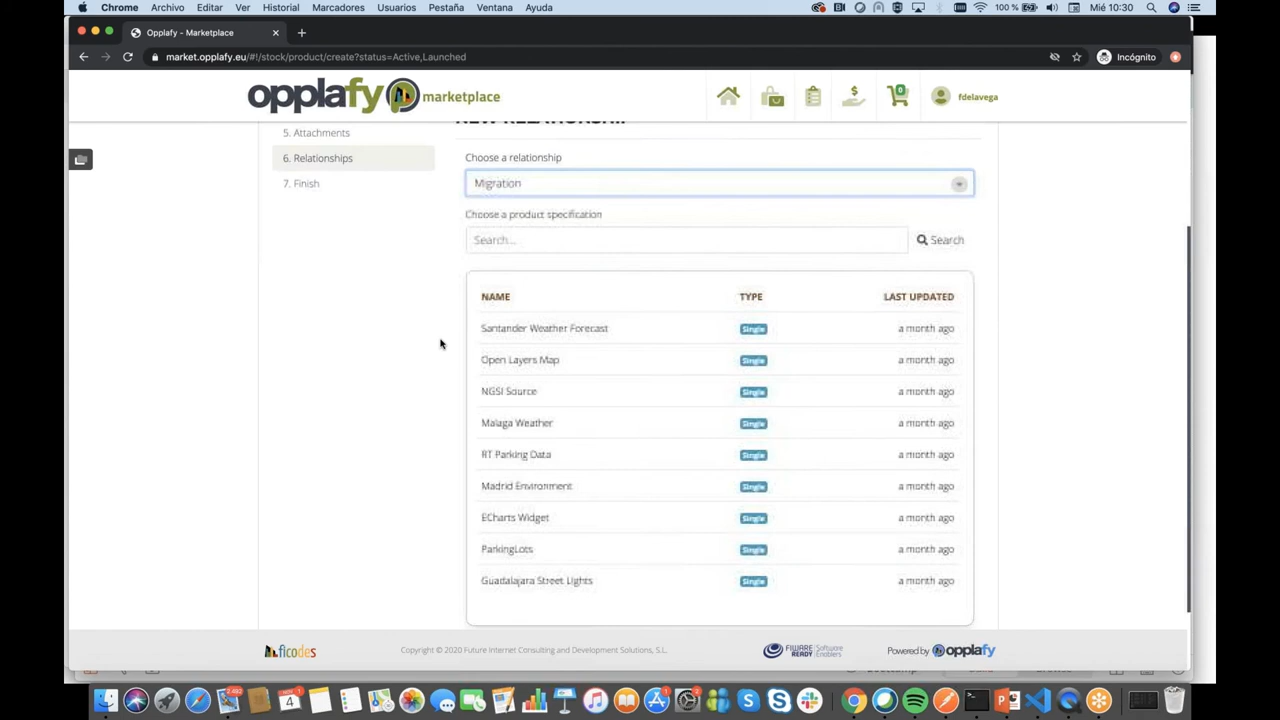 Chrome Archivo Editar Ver Historial Marcadores Usuarios Pestaña Ventana Ayuda 100 % Mié 10:30
Opplafy - Marketplace
market.opplafy.eu/#!/stock/product/create?status=Active,Launched
Incógnito
opplafy marketplace
0
fdelavega
5. Attachments
6. Relationships
7. Finish
NEW RELATIONSHIP
Choose a relationship
Migration
Choose a product specification
Search...
Search
NAME TYPE LAST UPDATED
Santander Weather Forecast Single a month ago
Open Layers Map Single a month ago
NGSI Source Single a month ago
Malaga Weather Single a month ago
RT Parking Data Single a month ago
Madrid Environment Single a month ago
ECharts Widget Single a month ago
ParkingLots Single a month ago
Guadalajara Street Lights Single a month ago
ficodes
Copyright © 2020 Future Internet Consulting and Development Solutions, S.L.
FIWARE READY Software Enablers
Powered by opplafy